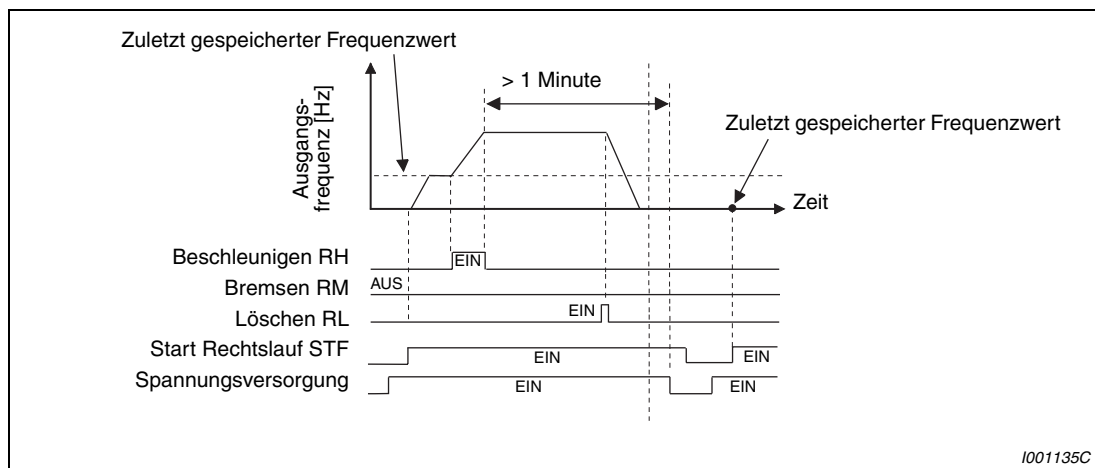 Zuletzt gespeicherter Frequenzwert
> 1 Minute
Zuletzt gespeicherter Frequenzwert
Ausgangs-
frequenz [Hz]
Zeit
Beschleunigen RH
EIN
Bremsen RM
AUS
Löschen RL
EIN
Start Rechtslauf STF
EIN
EIN
Spannungsversorgung
EIN
EIN
I001135C